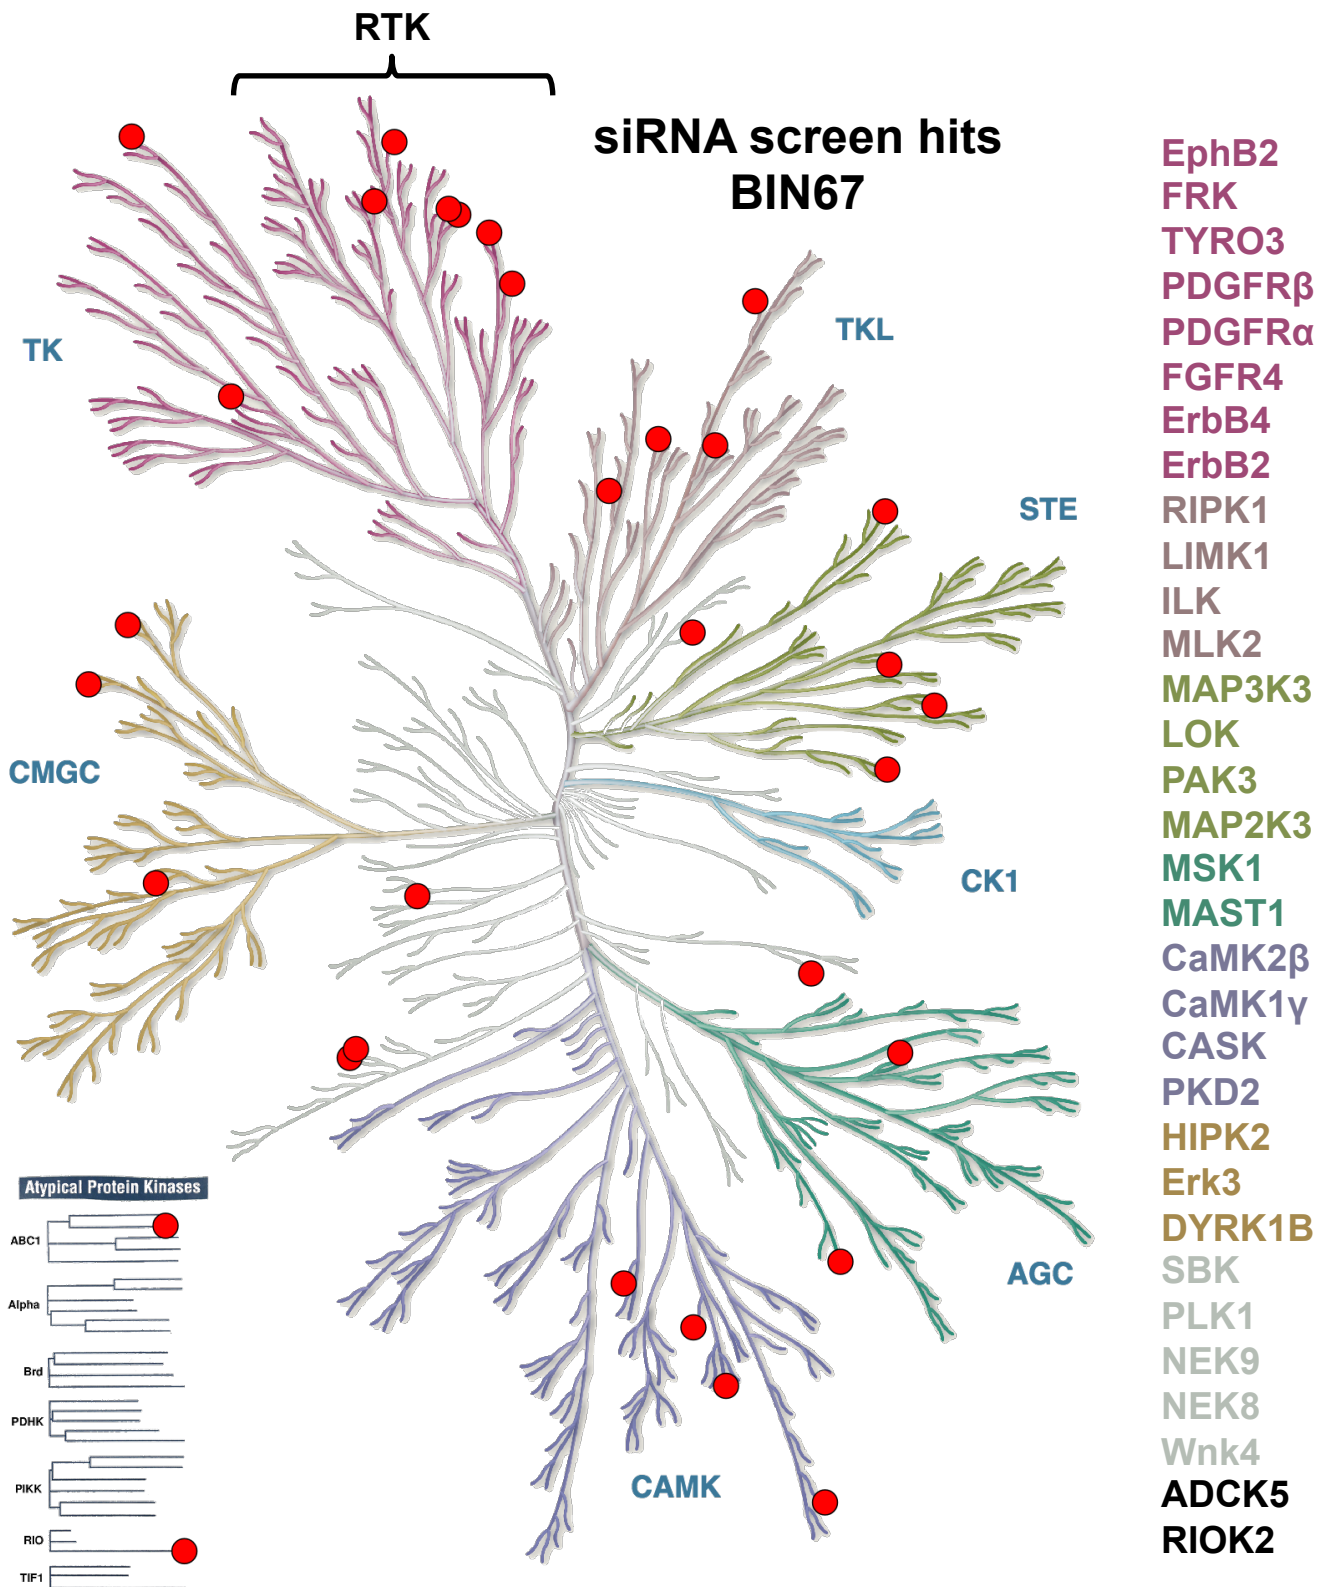 RTK
siRNA screen hits
BIN67
TK
TKL
STE
CMGC
CK1
AGC
CAMK
Atypical Protein Kinases
ABC1
Alpha
Brd
PDHK
PIKK
RIO
TIF1
EphB2
FRK
TYRO3
PDGFRβ
PDGFRα
FGFR4
ErbB4
ErbB2
RIPK1
LIMK1
ILK
MLK2
MAP3K3
LOK
PAK3
MAP2K3
MSK1
MAST1
CaMK2β
CaMK1γ
CASK
PKD2
HIPK2
Erk3
DYRK1B
SBK
PLK1
NEK9
NEK8
Wnk4
ADCK5
RIOK2